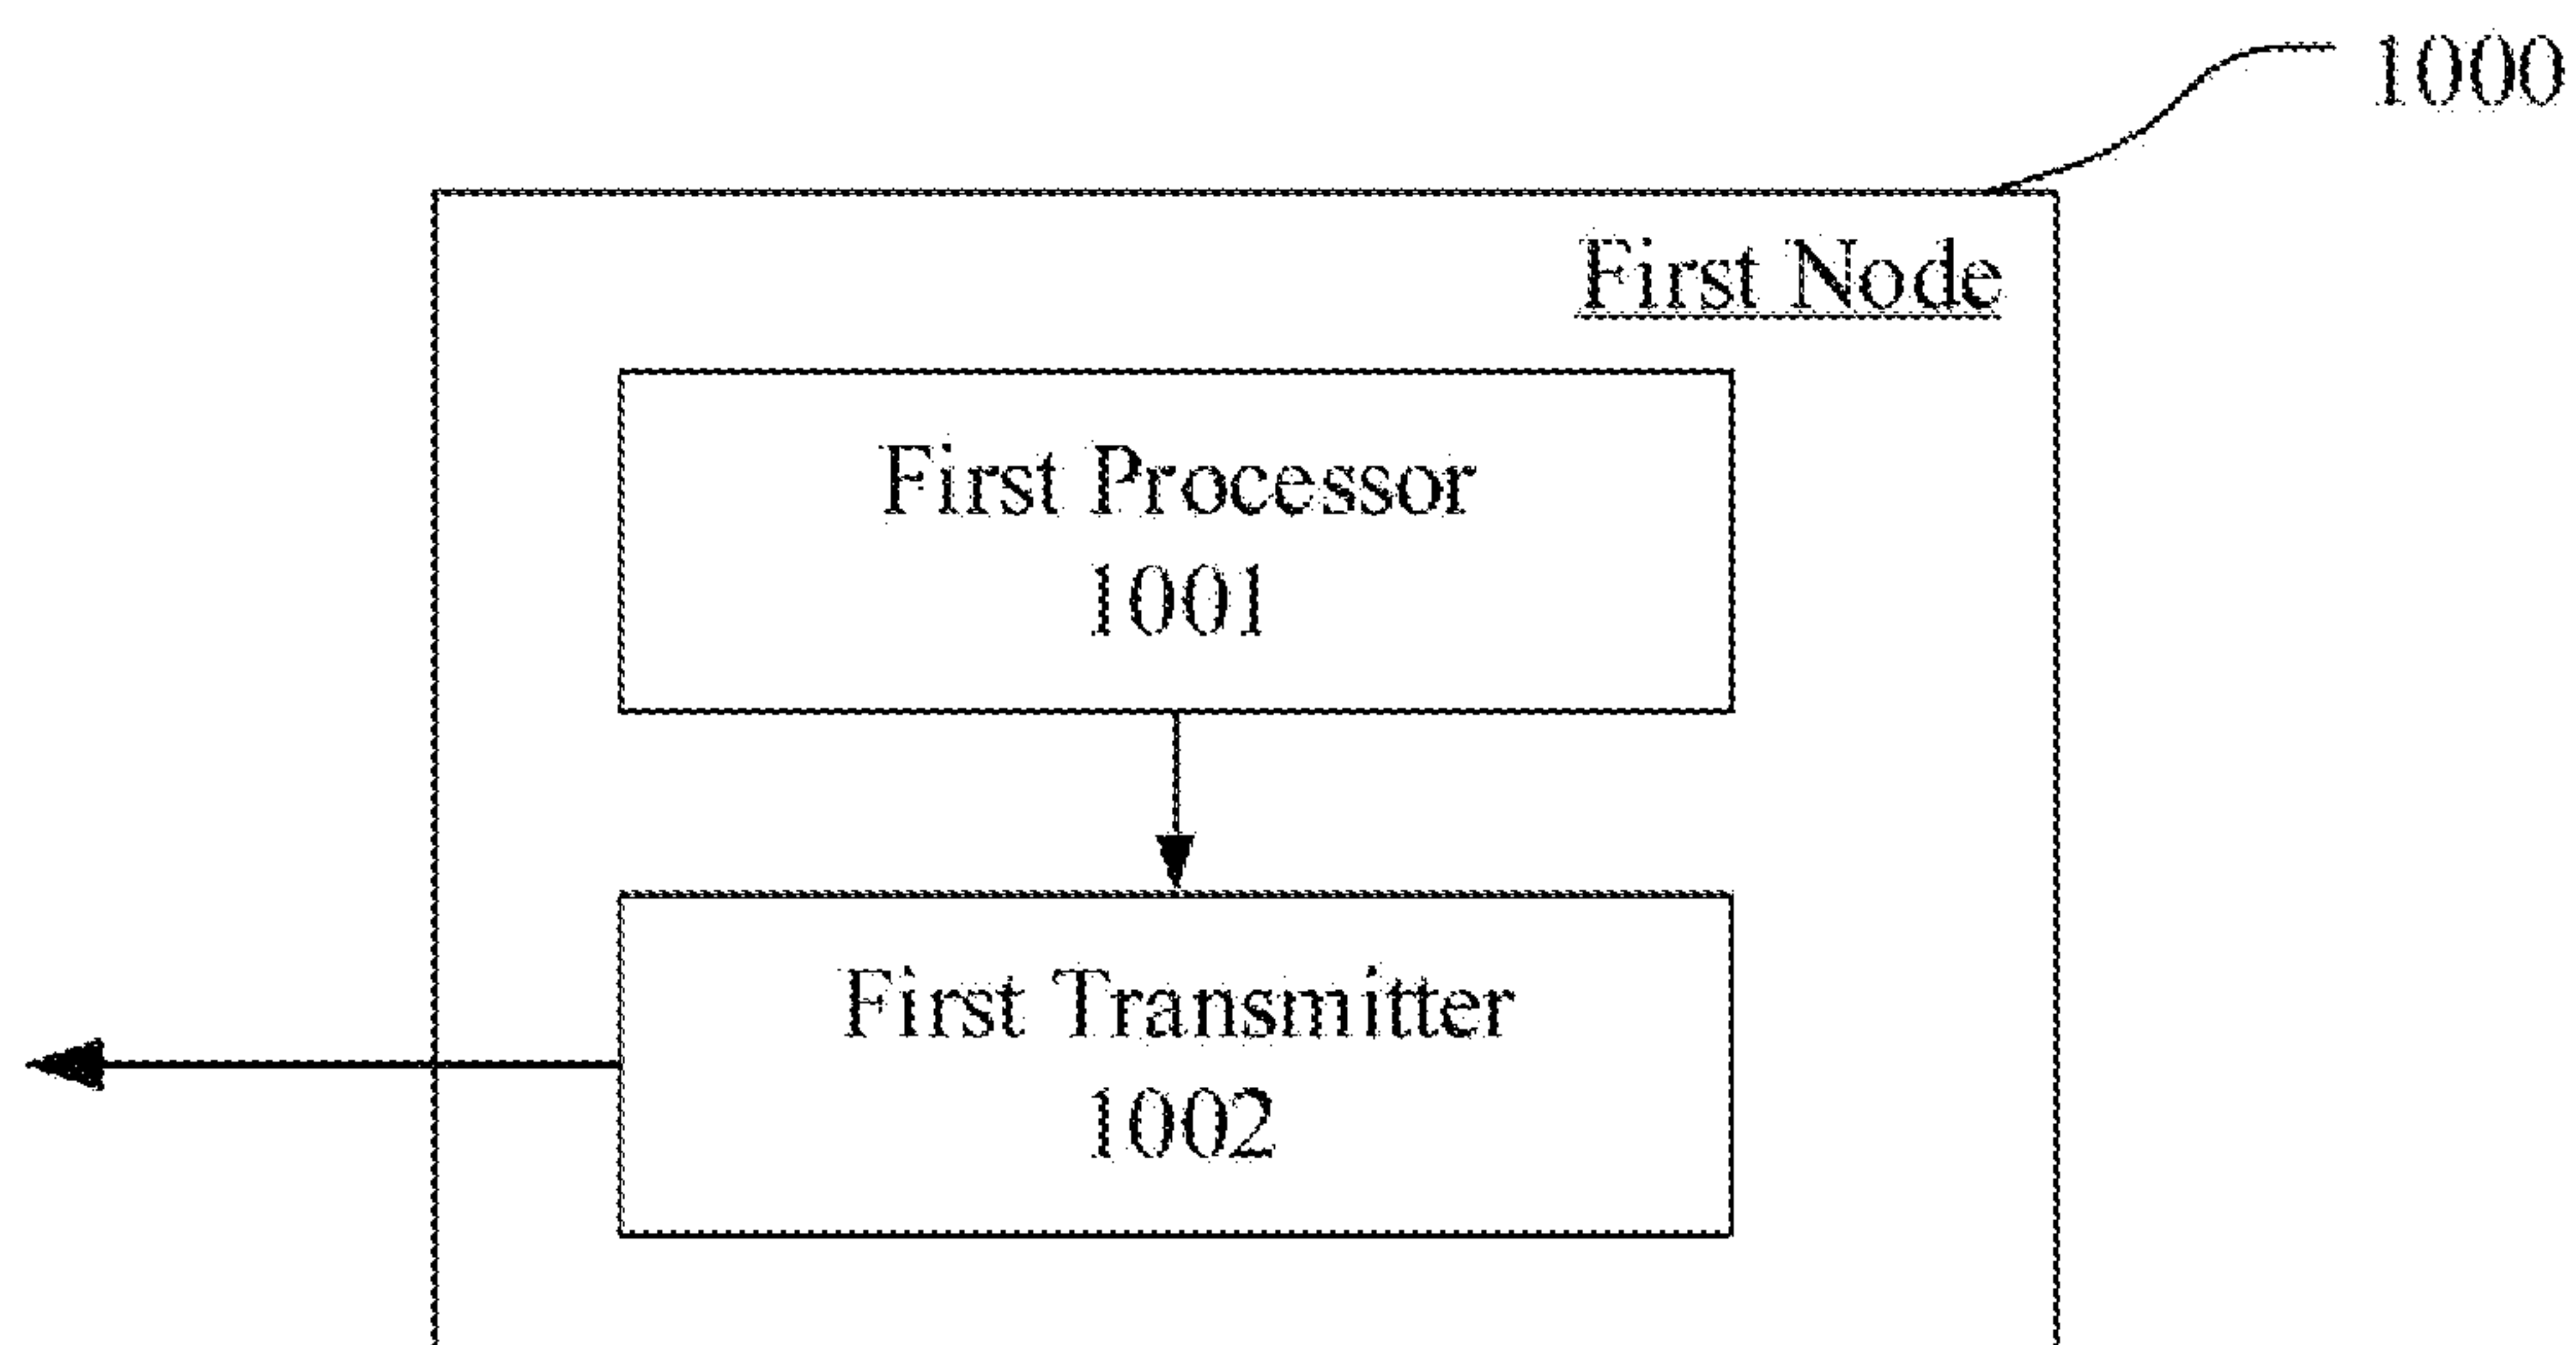 1000
First Node
First Processor
1001
First Transmitter
1002